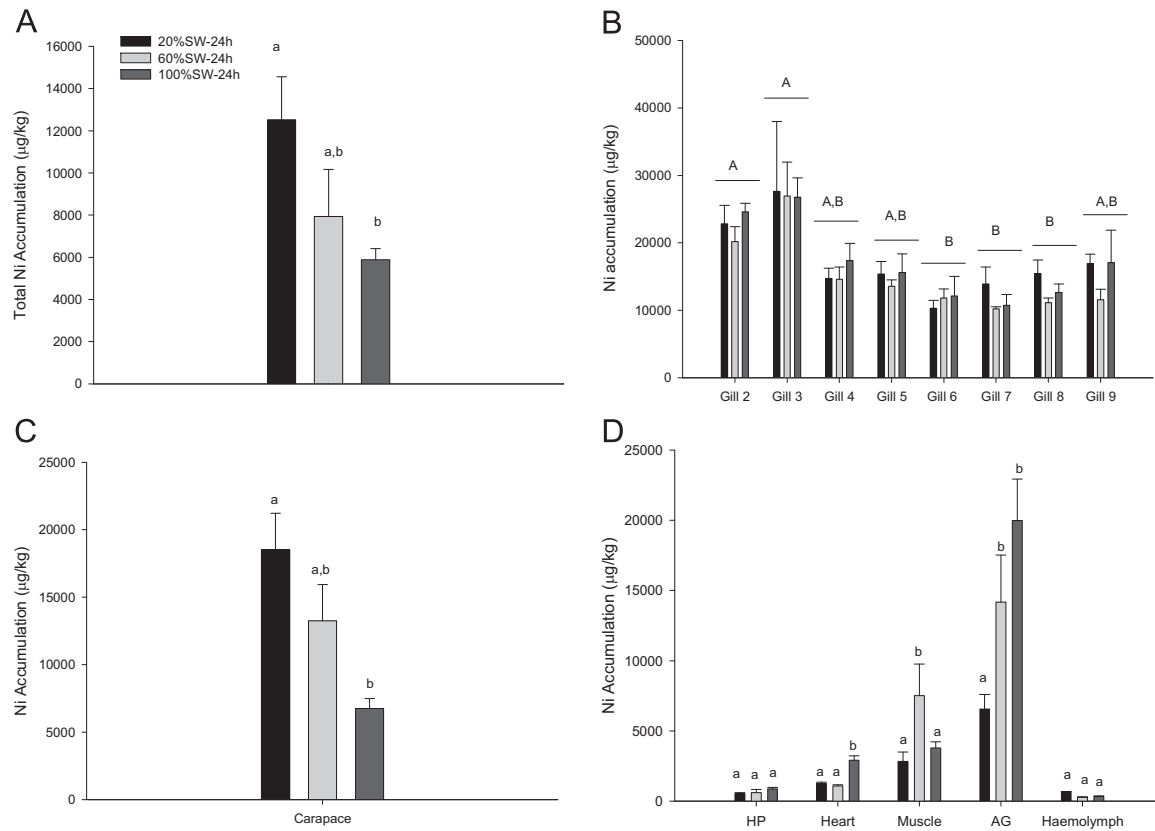 A
20%SW-24h
60%SW-24h
100%SW-24h
Total Ni Accumulation (µg/kg)
16000
14000
12000
10000
8000
6000
4000
2000
0
a
a,b
b
B
Ni accumulation (µg/kg)
50000
40000
30000
20000
10000
0
A
A
A,B
A,B
B
B
B
A,B
Gill 2 Gill 3 Gill 4 Gill 5 Gill 6 Gill 7 Gill 8 Gill 9
C
Ni Accumulation (µg/kg)
25000
20000
15000
10000
5000
0
a
a,b
b
Carapace
D
Ni Accumulation (µg/kg)
25000
20000
15000
10000
5000
0
a a a
a a b
a b a
a b b
a a a
HP Heart Muscle AG Haemolymph